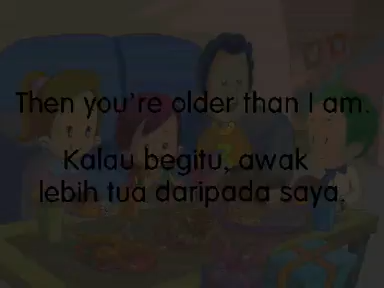 Then you're older than I am.
Kalau begitu, awak
lebih tua daripada saya.